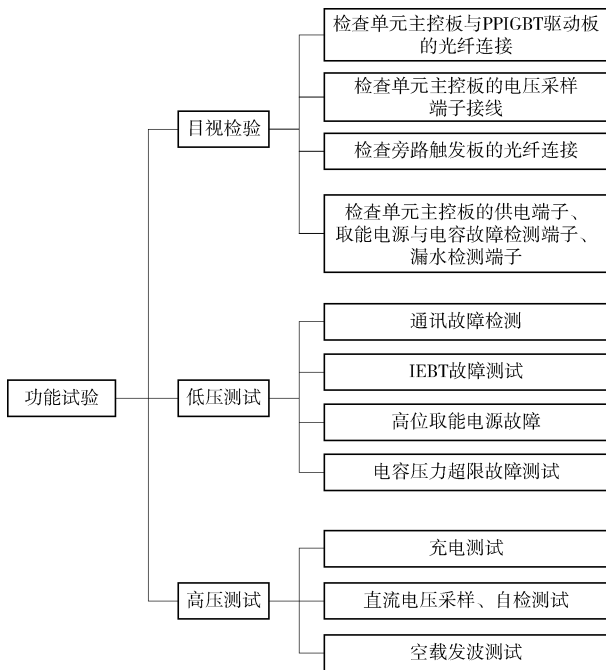 检查单元主控板与PPIGBT驱动板
的光纤连接
检查单元主控板的电压采样
端子接线
目视检验
检查旁路触发板的光纤连接
检查单元主控板的供电端子、
取能电源与电容故障检测端子、
漏水检测端子
通讯故障检测
IEBT故障测试
功能试验
低压测试
高位取能电源故障
电容压力超限故障测试
充电测试
高压测试
直流电压采样、自检测试
空载发波测试